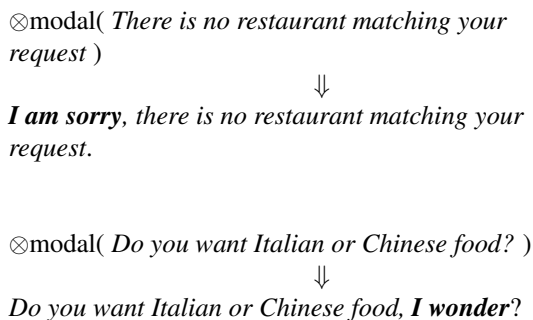 ⊗modal( There is no restaurant matching your
request )
⇓
I am sorry, there is no restaurant matching your
request.
⊗modal( Do you want Italian or Chinese food? )
⇓
Do you want Italian or Chinese food, I wonder?